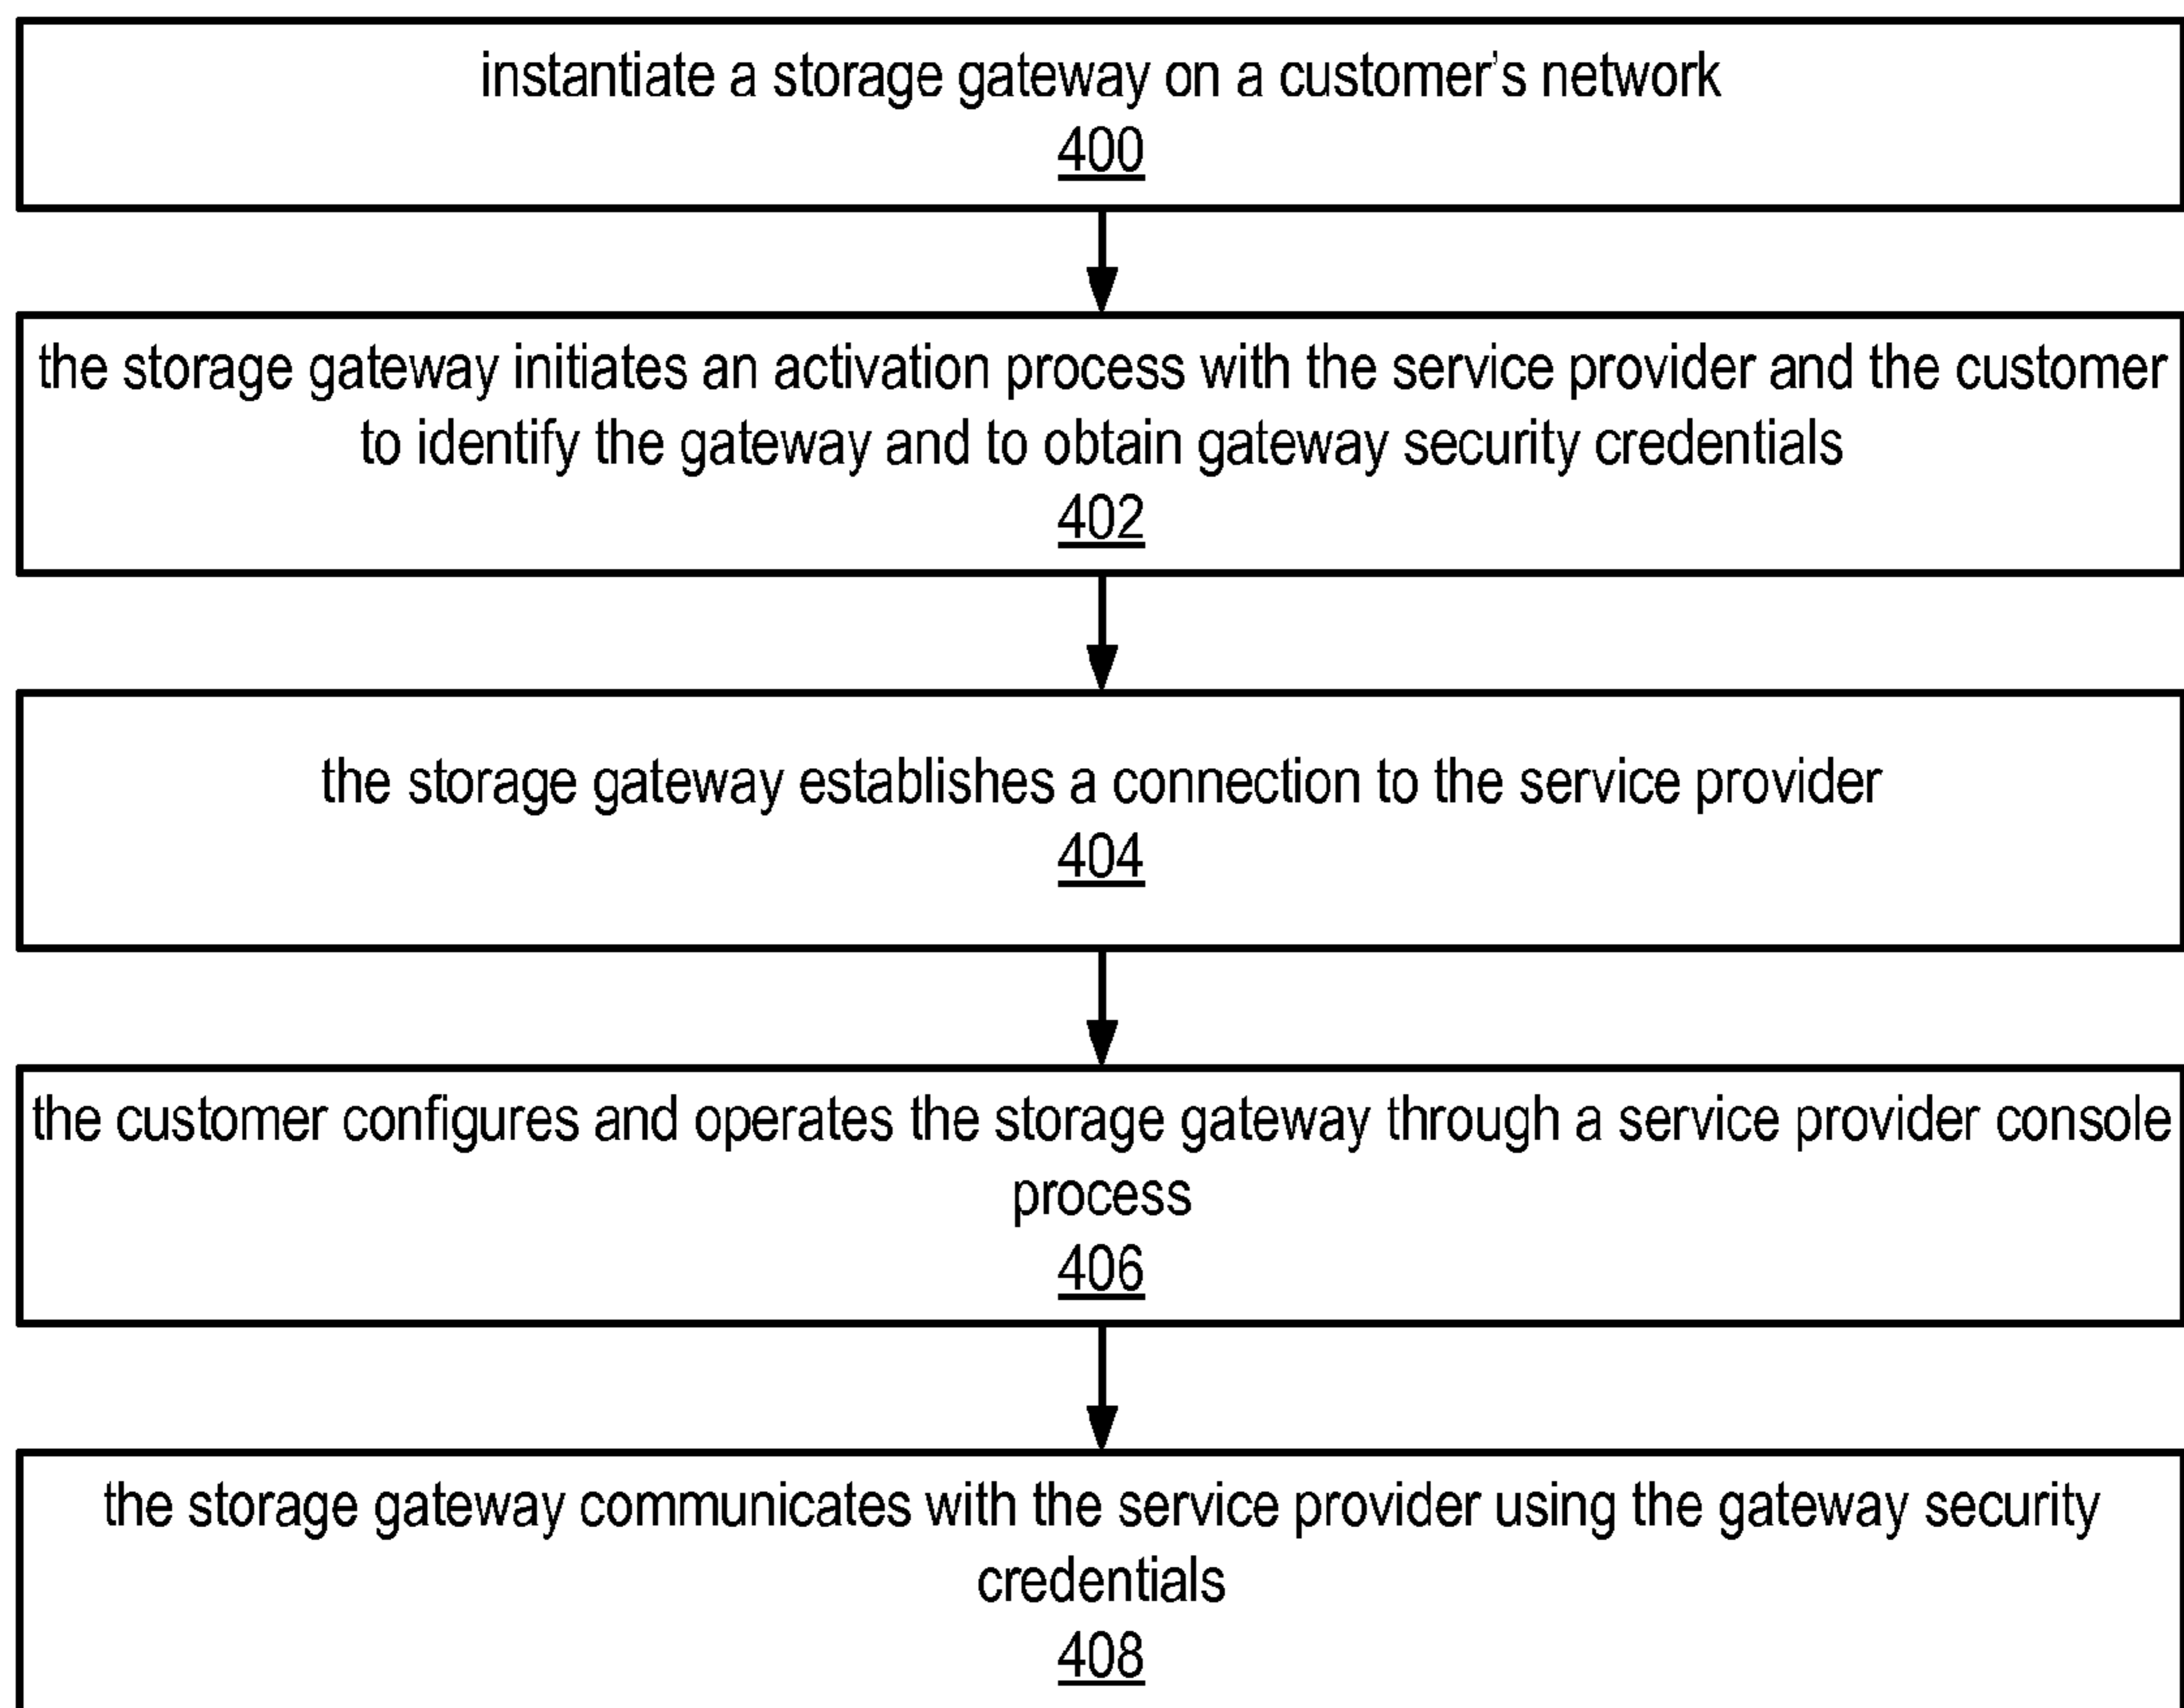 instantiate a storage gateway on a customer's network
400
the storage gateway initiates an activation process with the service provider and the customer
to identify the gateway and to obtain gateway security credentials
402
the storage gateway establishes a connection to the service provider
404
the customer configures and operates the storage gateway through a service provider console
process
406
the storage gateway communicates with the service provider using the gateway security
credentials
408